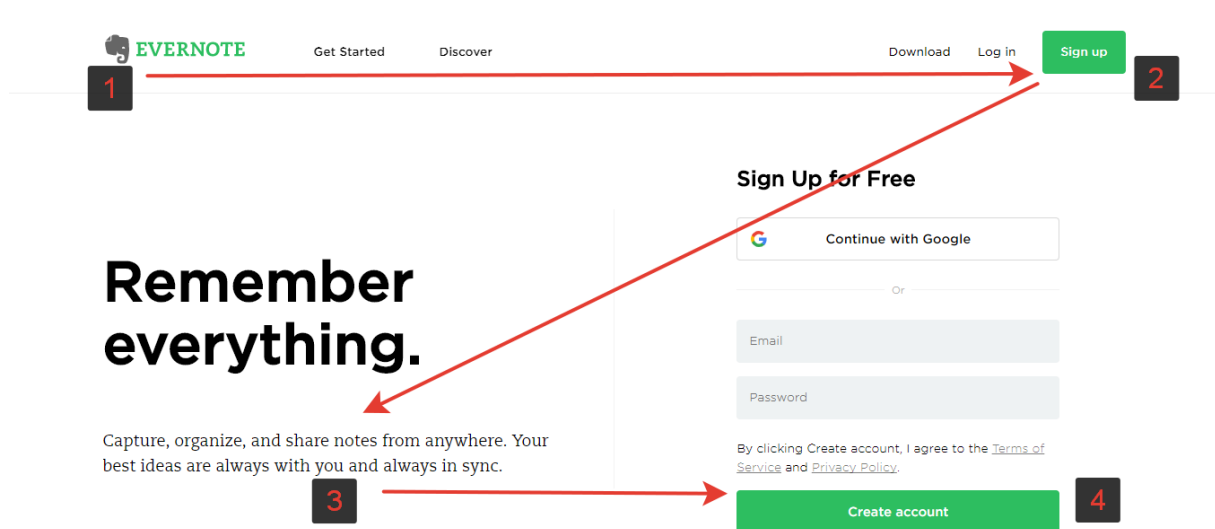 EVERNOTE Get Started Discover Download Log in Sign up
1 2
Sign Up for Free
Continue with Google
Or
Remember
everything.
Email
Password
Capture, organize, and share notes from anywhere. Your
best ideas are always with you and always in sync.
By clicking Create account, I agree to the Terms of
Service and Privacy Policy.
3 4
Create account